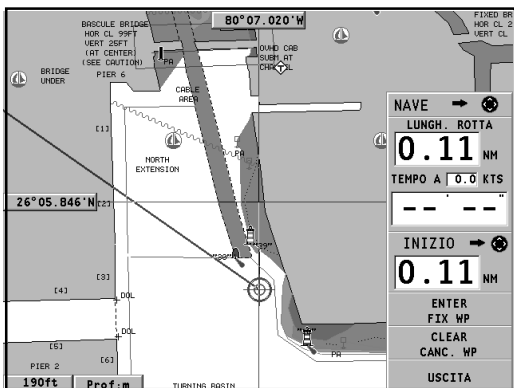 BASCULE BRIDGE
HOR CL 99FT
VERT 25FT
(AT CENTER)
(SEE CAUTION)
PIER 6
BRIDGE
UNDER
80°07.020'W
FIXED BR
HOR CL 2
VERT CL
OVHD CAB
SUBM AT
PA
CABLE
AREA
[1]
PA
NORTH
EXTENSION
26°05.846'N
[2]
"39"
[3]
[4]
DOL
DOL
[5]
[6]
PIER 2
PA
190ft
Prof:m
TURNING BASIN
NAVE
LUNGH. ROTTA
0.11 NM
TEMPO A 0.0 KTS
-- ' -- "
INIZIO
0.11 NM
ENTER
FIX WP
CLEAR
CANC. WP
USCITA